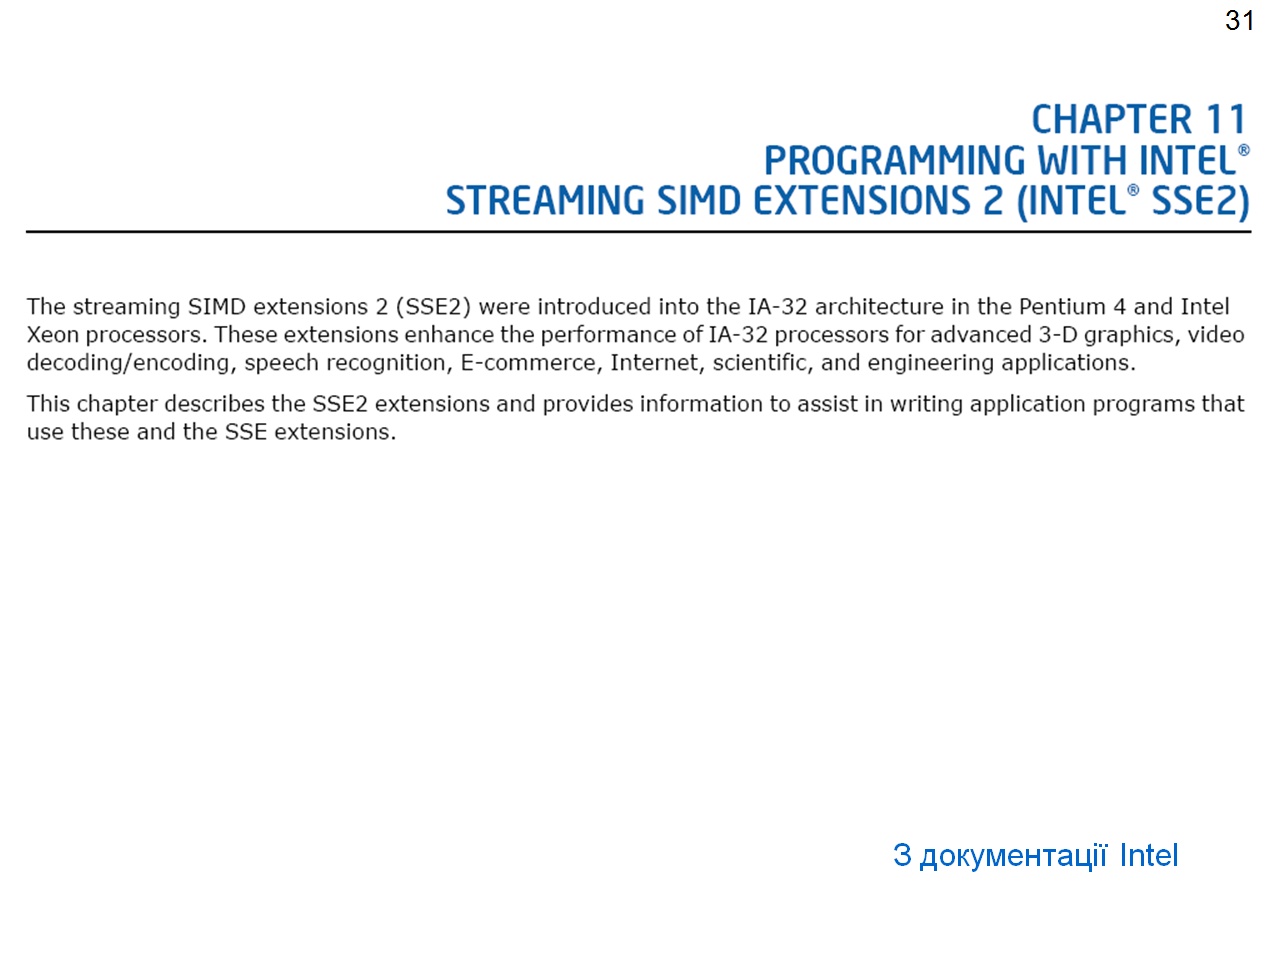 31
CHAPTER 11
PROGRAMMING WITH INTEL®
STREAMING SIMD EXTENSIONS 2 (INTEL® SSE2)
The streaming SIMD extensions 2 (SSE2) were introduced into the IA-32 architecture in the Pentium 4 and Intel
Xeon processors. These extensions enhance the performance of IA-32 processors for advanced 3-D graphics, video
decoding/encoding, speech recognition, E-commerce, Internet, scientific, and engineering applications.
This chapter describes the SSE2 extensions and provides information to assist in writing application programs that
use these and the SSE extensions.
З документації Intel